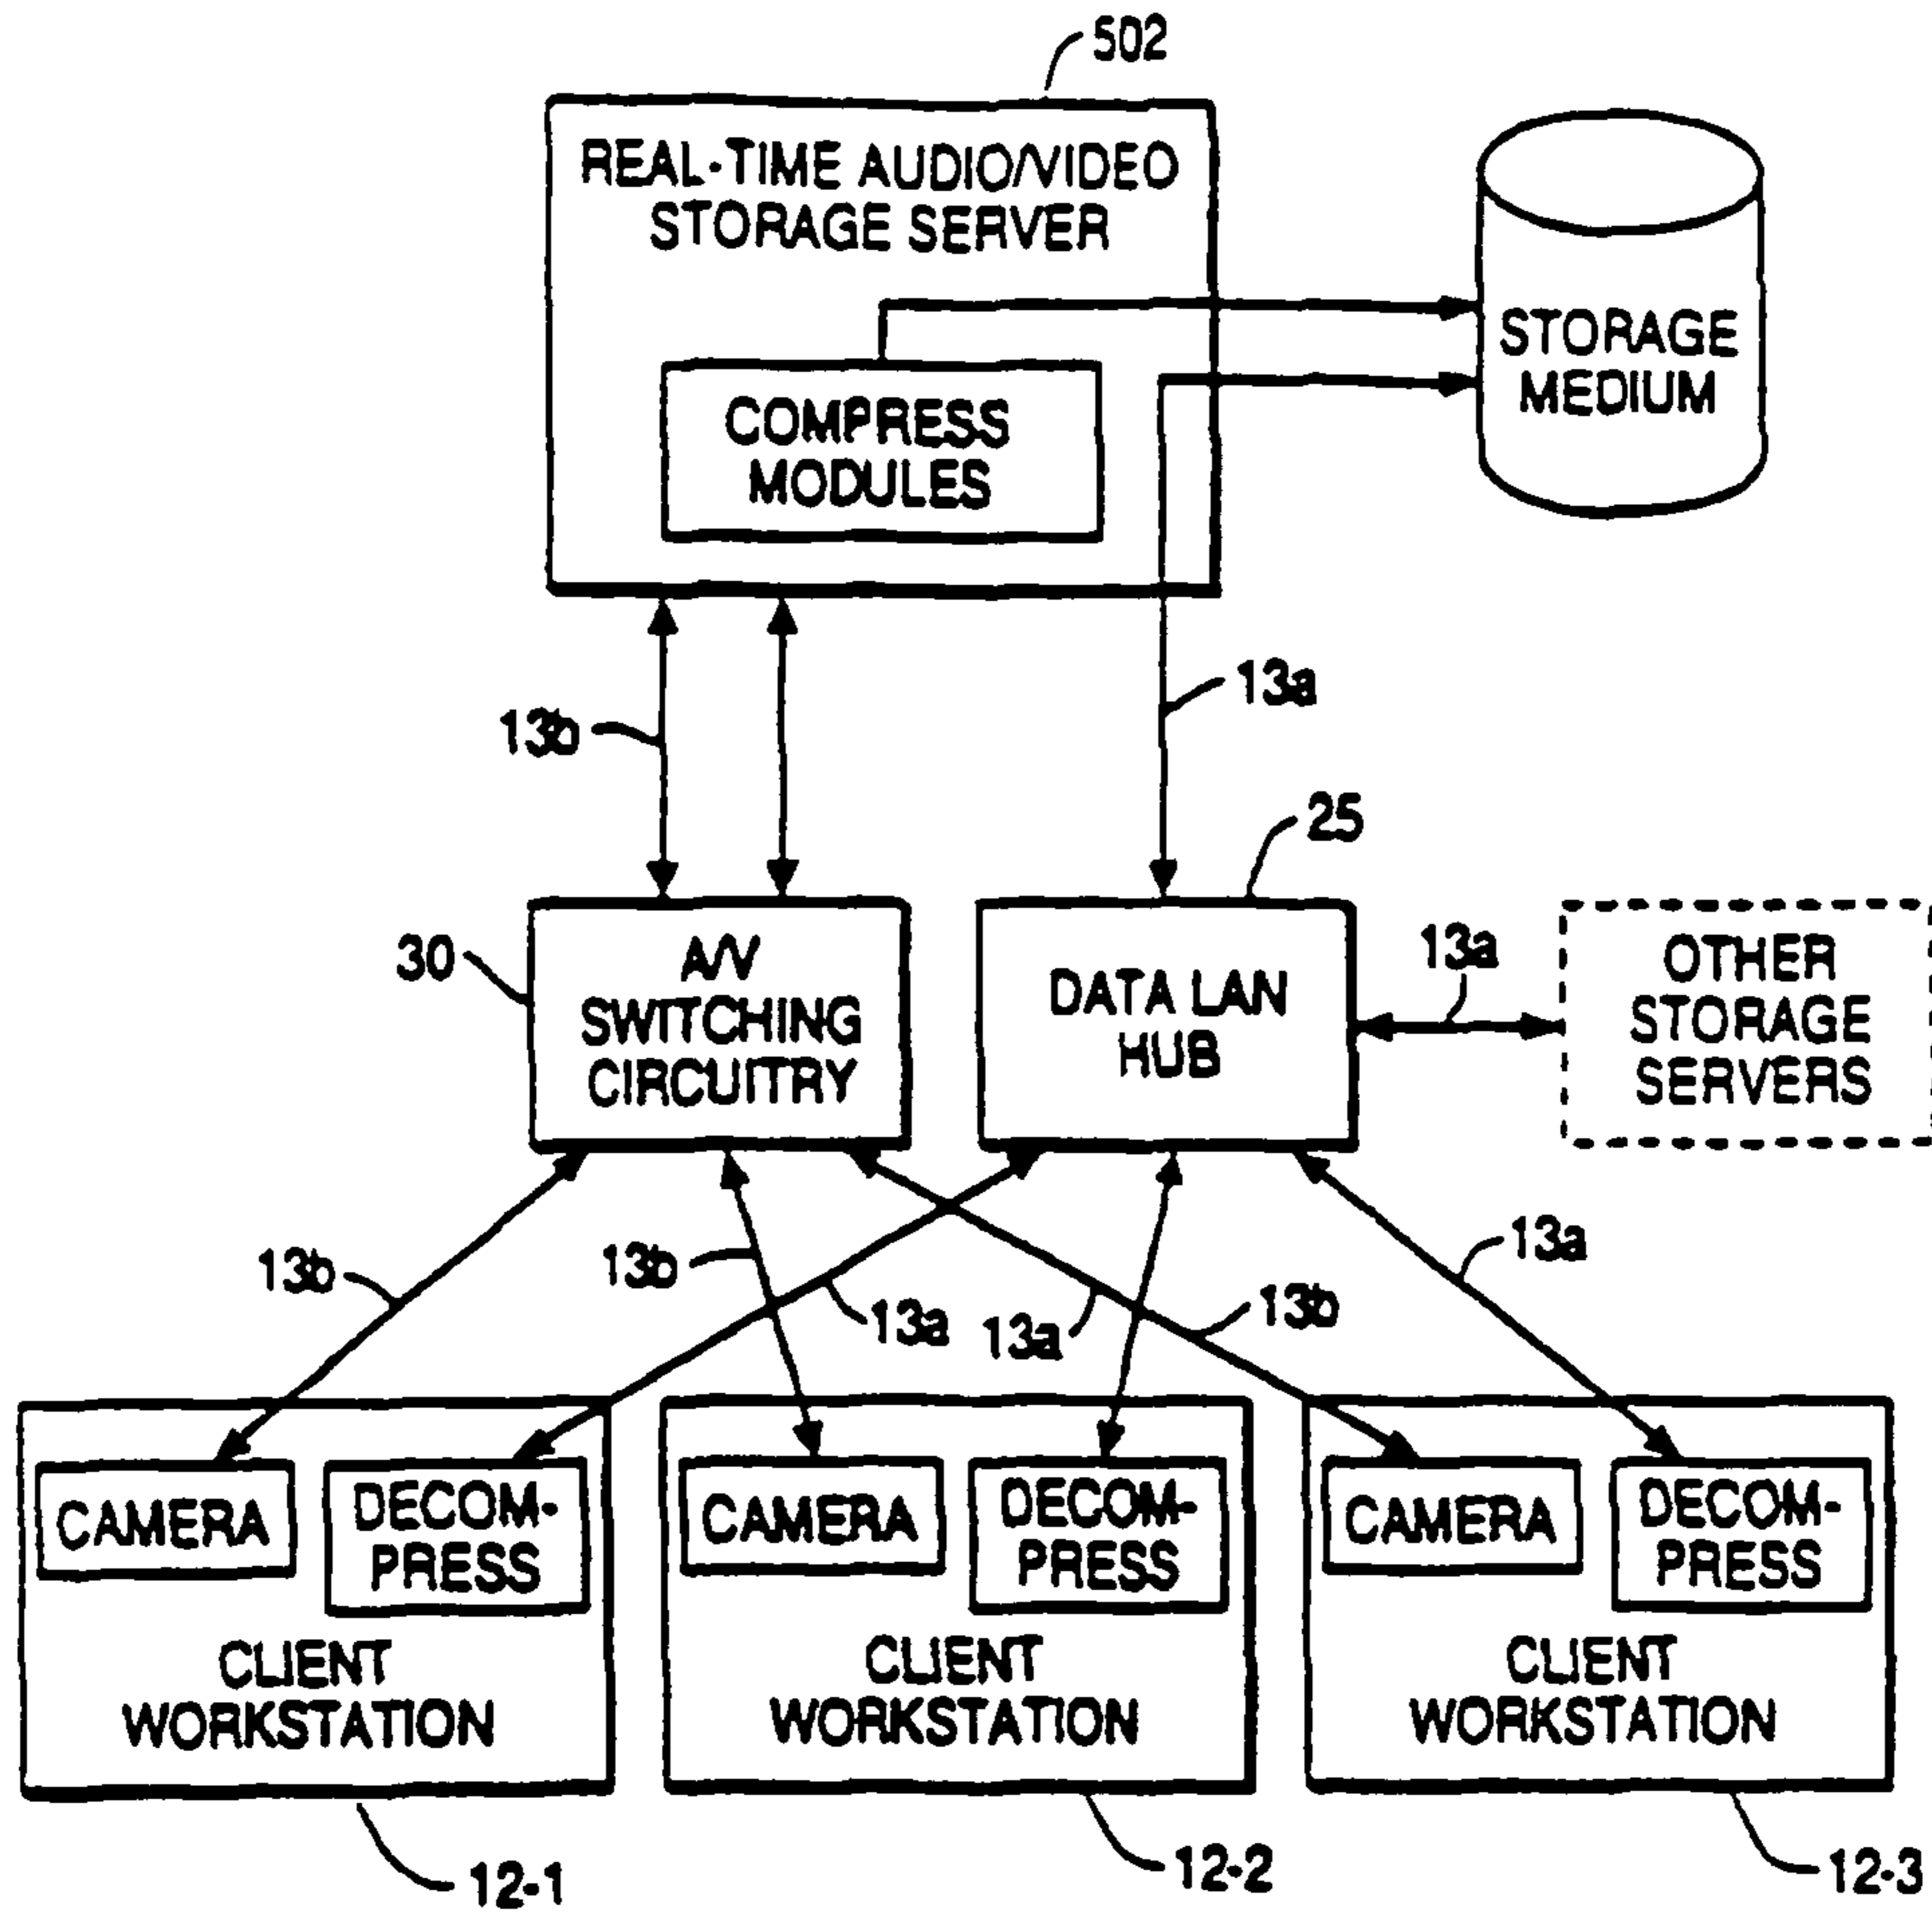 502
REAL-TIME AUDIO/VIDEO
STORAGE SERVER
STORAGE
MEDIUM
COMPRESS
MODULES
13a
13b
25
30
A/V
SWITCHING
CIRCUITRY
DATA LAN
HUB
13a
OTHER
STORAGE
SERVERS
13b
13b
13a
13a
13b
13a
CAMERA
DECOM-
PRESS
CLIENT
WORKSTATION
CAMERA
DECOM-
PRESS
CLIENT
WORKSTATION
CAMERA
DECOM-
PRESS
CLIENT
WORKSTATION
12-1
12-2
12-3